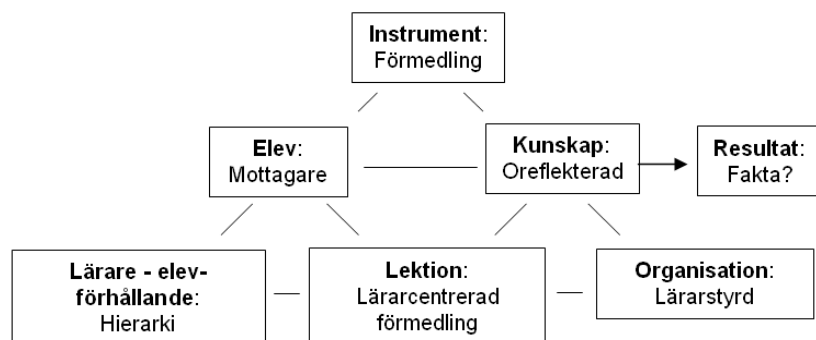 Instrument:
Förmedling
Elev:
Mottagare
Kunskap:
Oreflekterad
Resultat:
Fakta?
Lärare - elev-
förhållande:
Hierarki
Lektion:
Lärarcentrerad
förmedling
Organisation:
Lärarstyrd